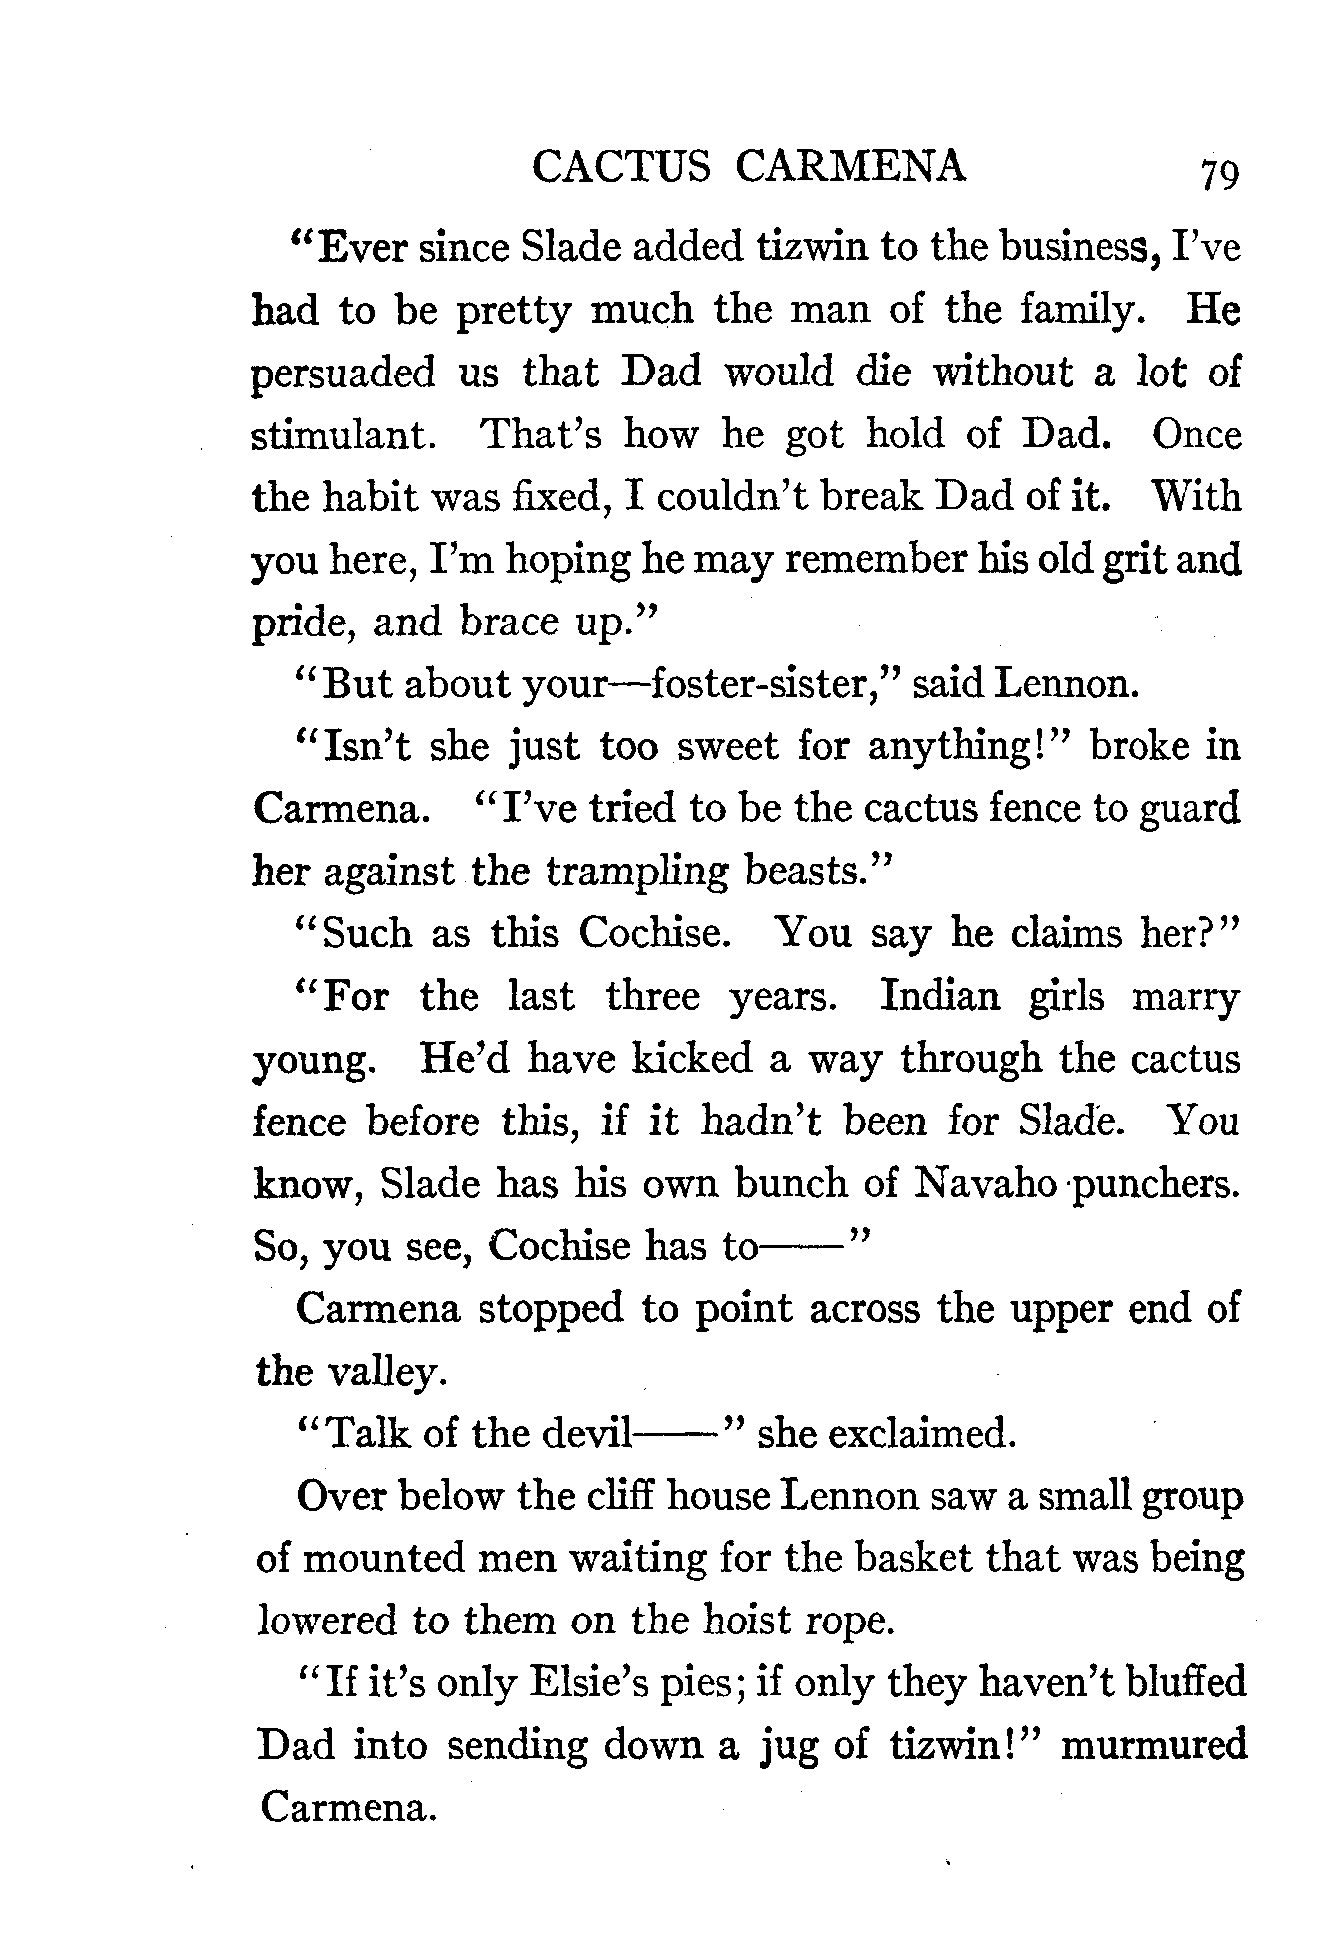 CACTUS CARMENA 79
“Ever since Slade added tizwin to the business, I’ve
had to be pretty much the man of the family. He
persuaded us that Dad would die without a lot of
stimulant. That’s how he got hold of Dad. Once
the habit was fixed, I couldn’t break Dad of it. With
you here, I’m hoping he may remember his old grit and
pride, and brace up.”
“But about your—foster-sister,” said Lennon.
“Isn’t she just too sweet for anything!” broke in
Carmena. “I’ve tried to be the cactus fence to guard
her against the trampling beasts.”
“Such as this Cochise. You say he claims her?”
“For the last three years. Indian girls marry
young. He’d have kicked a way through the cactus
fence before this, if it hadn’t been for Slade. You
know, Slade has his own bunch of Navaho punchers.
So, you see, Cochise has to——”
Carmena stopped to point across the upper end of
the valley.
“Talk of the devil——” she exclaimed.
Over below the cliff house Lennon saw a small group
of mounted men waiting for the basket that was being
lowered to them on the hoist rope.
“If it’s only Elsie’s pies; if only they haven’t bluffed
Dad into sending down a jug of tizwin!” murmured
Carmena.